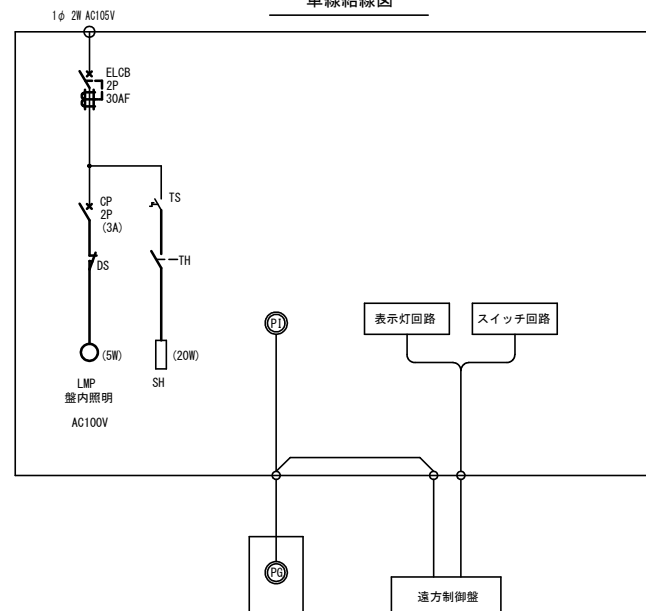 単線結線図
1φ 2W AC105V
ELCB
2P
30AF
CP
2P
(3A)
TS
DS
TH
(5W)
(20W)
LMP
盤内照明
AC100V
SH
PI
表示灯回路
スイッチ回路
PG
遠方制御盤